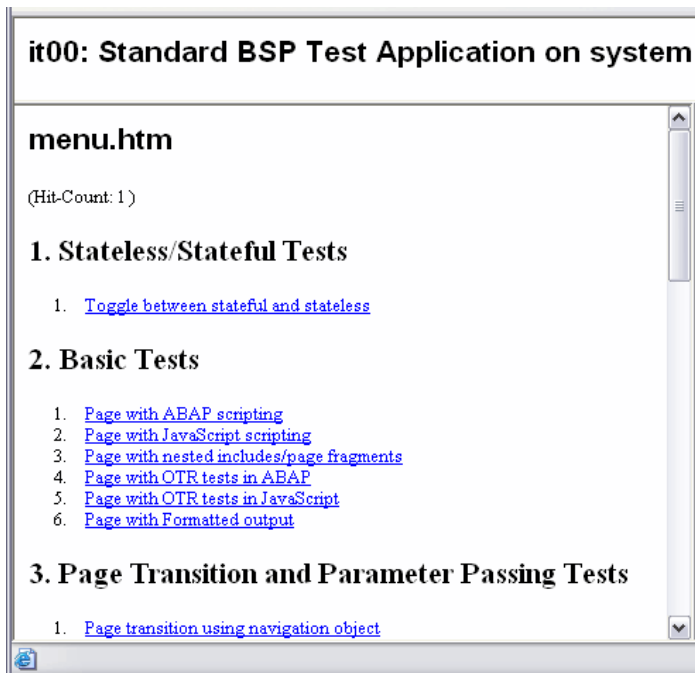 it00: Standard BSP Test Application on system
menu.htm
(Hit-Count: 1 )
1. Stateless/Stateful Tests
1. Toggle between stateful and stateless
2. Basic Tests
1. Page with ABAP scripting
2. Page with JavaScript scripting
3. Page with nested includes/page fragments
4. Page with OTR tests in ABAP
5. Page with OTR tests in JavaScript
6. Page with Formatted output
3. Page Transition and Parameter Passing Tests
1. Page transition using navigation object